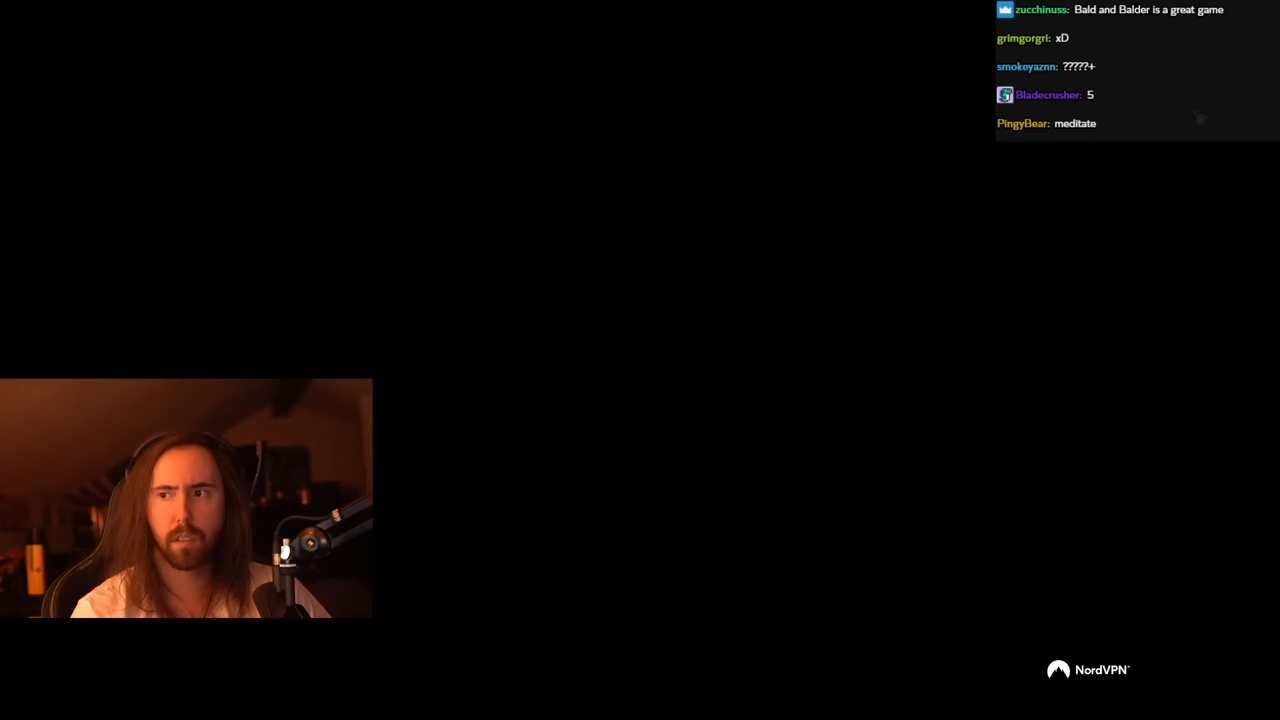 zucchinuss: Bald and Balder is a great game
grimgorgri: xD
smokeyaznn: ?????+
Bladecrusher: 5
PingyBear: meditate
NordVPN